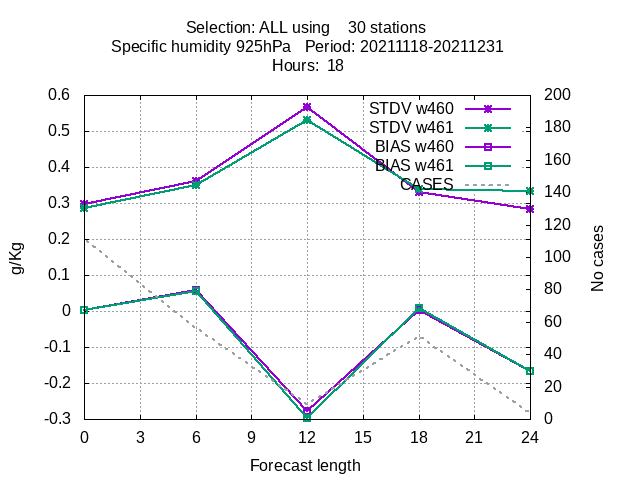 Selection: ALL using    30 stations
Specific humidity 925hPa   Period: 20211118-20211231
Hours: 18
0.6
0.5
0.4
0.3
0.2
0.1
0
-0.1
-0.2
-0.3
g/Kg
STDV w460
STDV w461
BIAS w460
BIAS w461
CASES
200
180
160
140
120
100
80
60
40
20
0
No cases
0 3 6 9 12 15 18 21 24
Forecast length